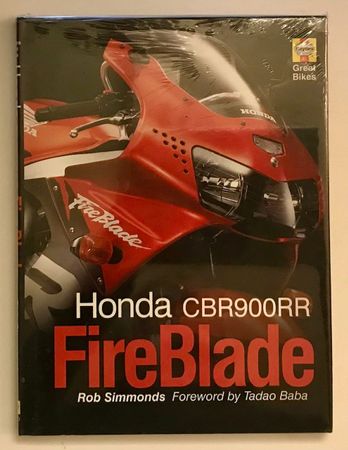 Great
Bikes
HONDA
FireBlade
Honda CBR900RR
FireBlade
Rob Simmonds Foreword by Tadao Baba